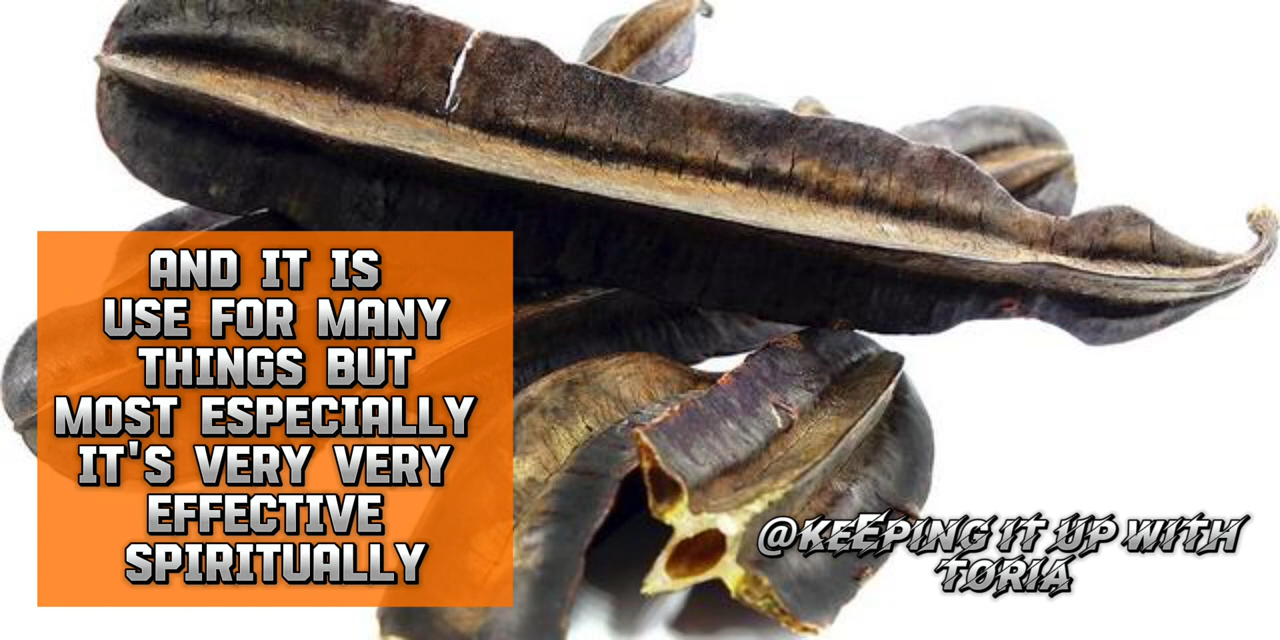 AND IT IS
USE FOR MANY
THINGS BUT
MOST ESPECIALLY
IT'S VERY VERY
EFFECTIVE
SPIRITUALLY
@KEEPING IT UP WITH
TORIA